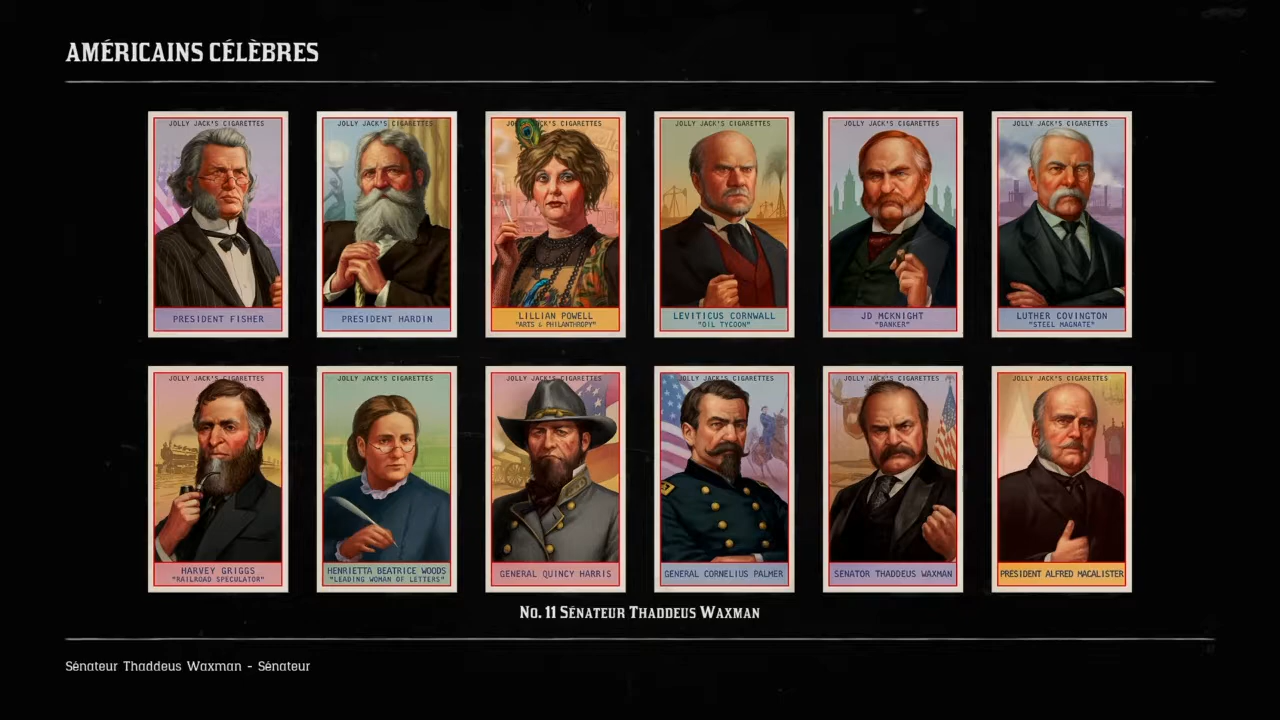 AMÉRICAINS CÉLÈBRES
JOLLY JACK'S CIGARETTES
PRESIDENT FISHER
JOLLY JACK'S CIGARETTES
PRESIDENT HARDIN
JOLLY JACK'S CIGARETTES
LILLIAN POWELL
"ARTS & PHILANTHROPY"
JOLLY JACK'S CIGARETTES
LEVITICUS CORNWALL
"OIL TYCOON"
JOLLY JACK'S CIGARETTES
JD MCKNIGHT
"BANKER"
JOLLY JACK'S CIGARETTES
LUTHER COVINGTON
"STEEL MAGNATE"
JOLLY JACK'S CIGARETTES
HARVEY GRIGGS
"RAILROAD SPECULATOR"
JOLLY JACK'S CIGARETTES
HENRIETTA BEATRICE WOODS
"LEADING WOMAN OF LETTERS"
JOLLY JACK'S CIGARETTES
GENERAL QUINCY HARRIS
JOLLY JACK'S CIGARETTES
GENERAL CORNELIUS PALMER
JOLLY JACK'S CIGARETTES
SENATOR THADDEUS WAXMAN
JOLLY JACK'S CIGARETTES
PRESIDENT ALFRED MACALISTER
No. 11 Sénateur Thaddeus Waxman
Sénateur Thaddeus Waxman - Sénateur